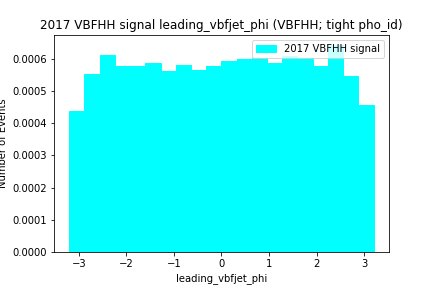 2017 VBFHH signal leading_vbfjet_phi (VBFHH; tight pho_id)
2017 VBFHH signal
Number of Events
0.0006
0.0005
0.0004
0.0003
0.0002
0.0001
0.0000
−3 −2 −1 0 1 2 3
leading_vbfjet_phi